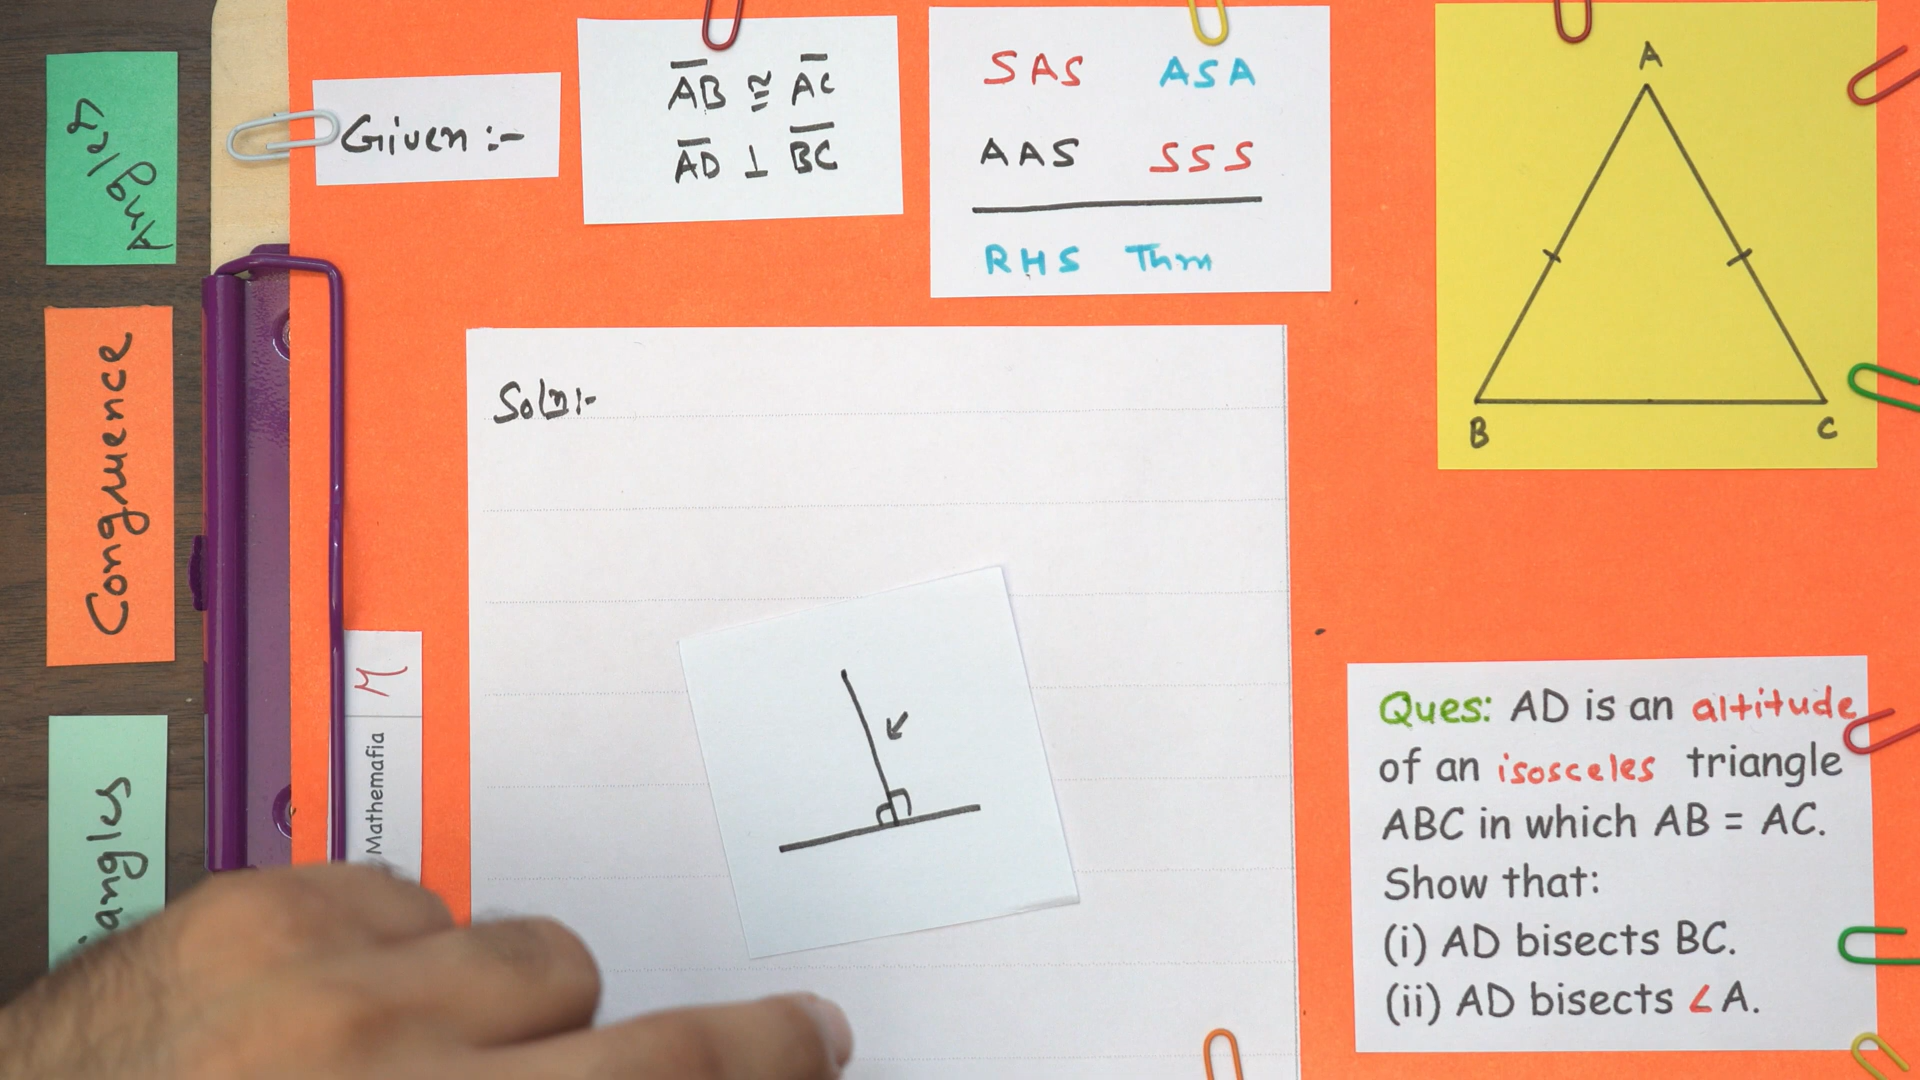 Angles
Congruence
angles
Given :-
AB ≅ AC
AD ⊥ BC
SAS ASA
AAS SSS
RHS Thm
A
B C
Soln:-
M
Mathemafia
Ques: AD is an altitude
of an isosceles triangle
ABC in which AB = AC.
Show that:
(i) AD bisects BC.
(ii) AD bisects ∠A.